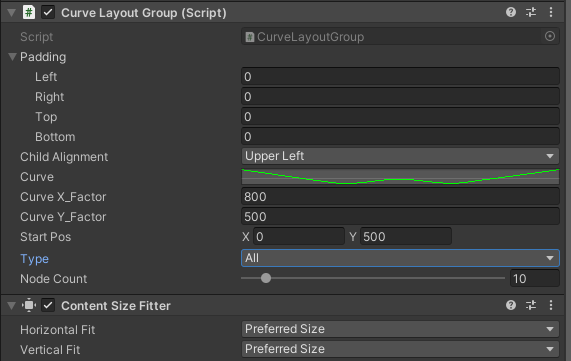 Curve Layout Group (Script)
Script CurveLayoutGroup
Padding
Left 0
Right 0
Top 0
Bottom 0
Child Alignment Upper Left
Curve
Curve X_Factor 800
Curve Y_Factor 500
Start Pos X 0 Y 500
Type All
Node Count 10
Content Size Fitter
Horizontal Fit Preferred Size
Vertical Fit Preferred Size